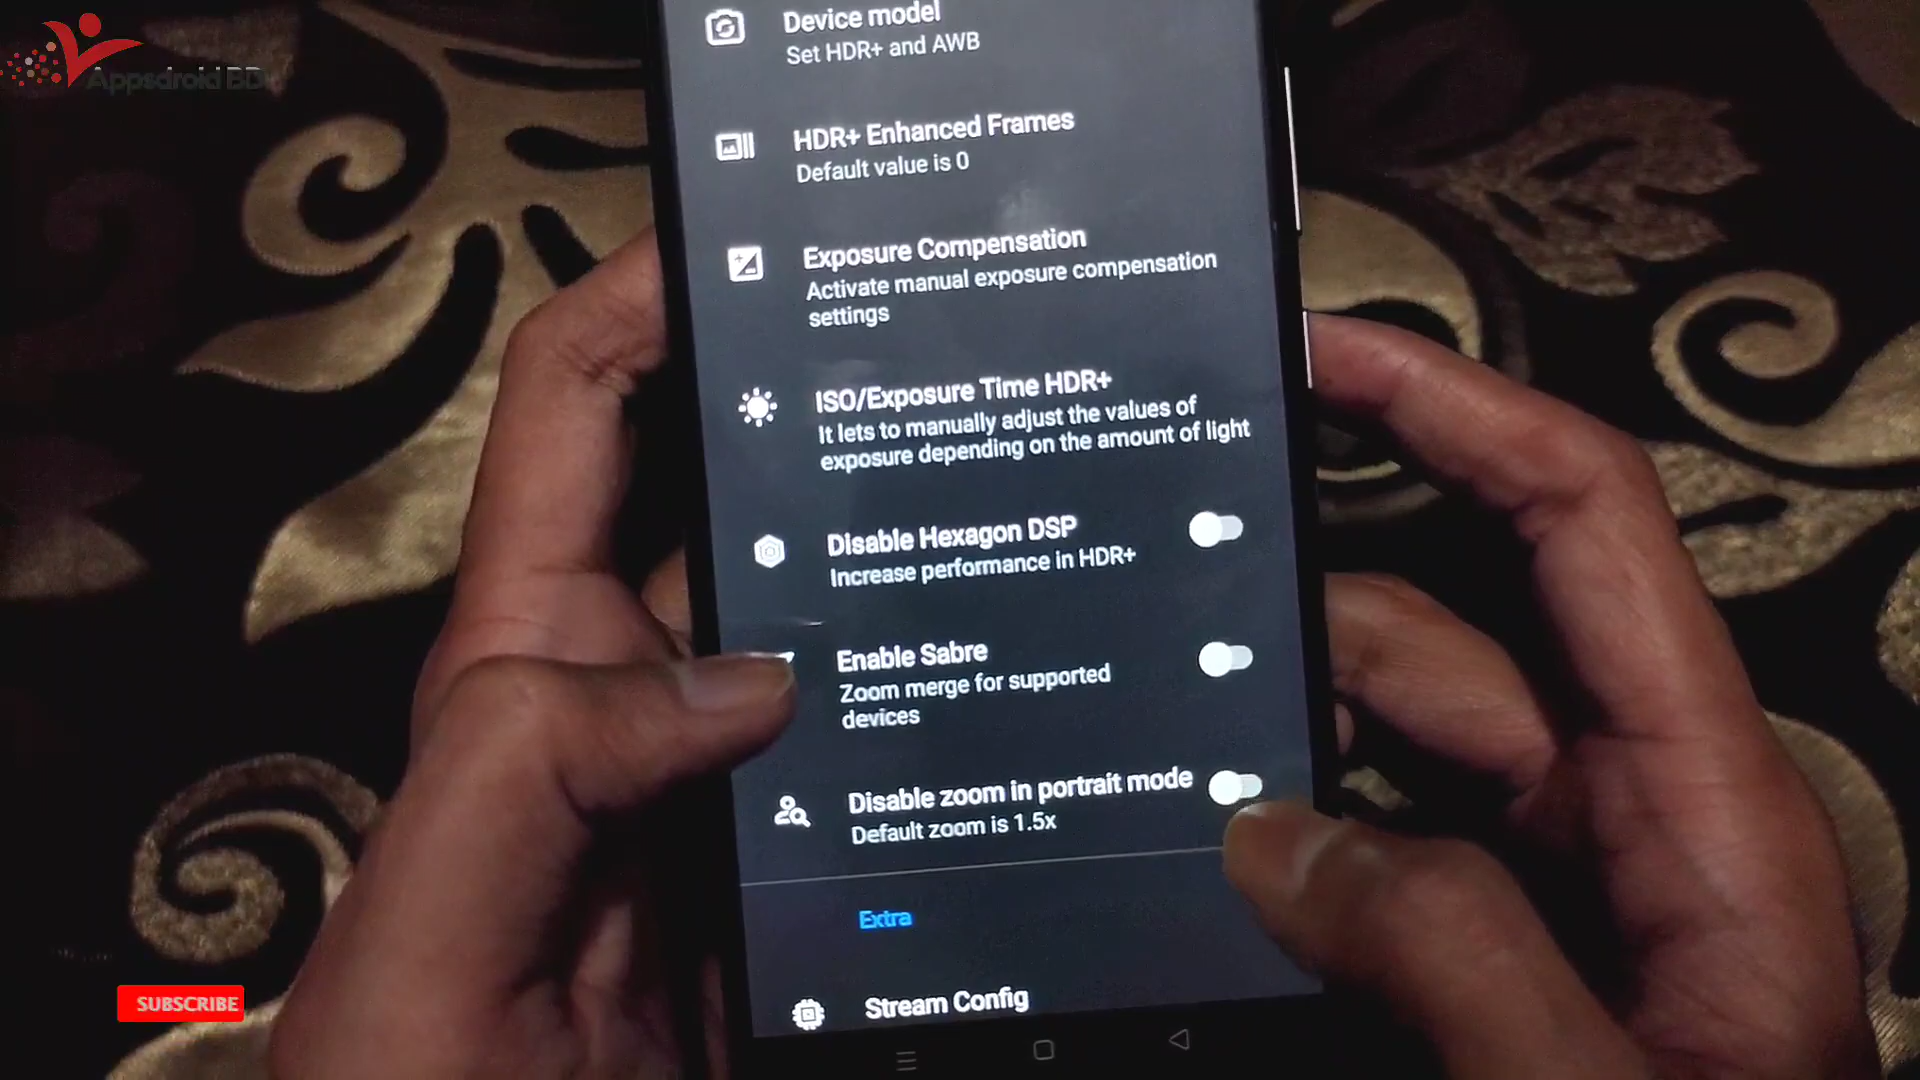 Appsdroid BD
Device model
Set HDR+ and AWB
HDR+ Enhanced Frames
Default value is 0
Exposure Compensation
Activate manual exposure compensation
settings
ISO/Exposure Time HDR+
It lets to manually adjust the values of
exposure depending on the amount of light
Disable Hexagon DSP
Increase performance in HDR+
Enable Sabre
Zoom merge for supported
devices
Disable zoom in portrait mode
Default zoom is 1.5x
Extra
Stream Config
SUBSCRIBE